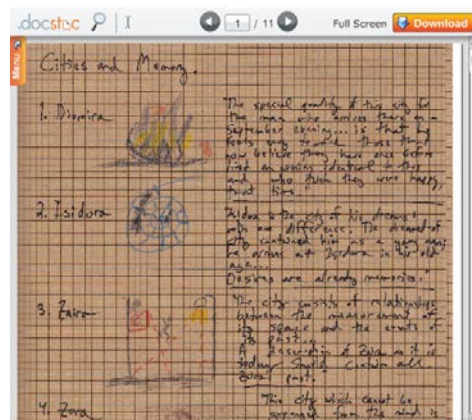 .docstoc
1 / 11
Full Screen
Download
Menu
Cities and Memory.
1. Diomira
The special quality of this city for
the man who arrives there on a
September evening... is that he
feels envy toward those that
now believe they have once before
lived an evening identical to this
and who think they were happy,
that time.
2. Isidora
Isidora is the city of his dreams:
with one difference. The dreamed-of
city contained him as a young man;
he arrives at Isidora in his old
age...
Desires are already memories."
3. Zaira
The city consists of relationships
between the measurement of
its space and the events of
its past...
A description of Zaira as it is
today should contain all
Zaira's past.
4. Zora
This city which cannot be
from the mind is